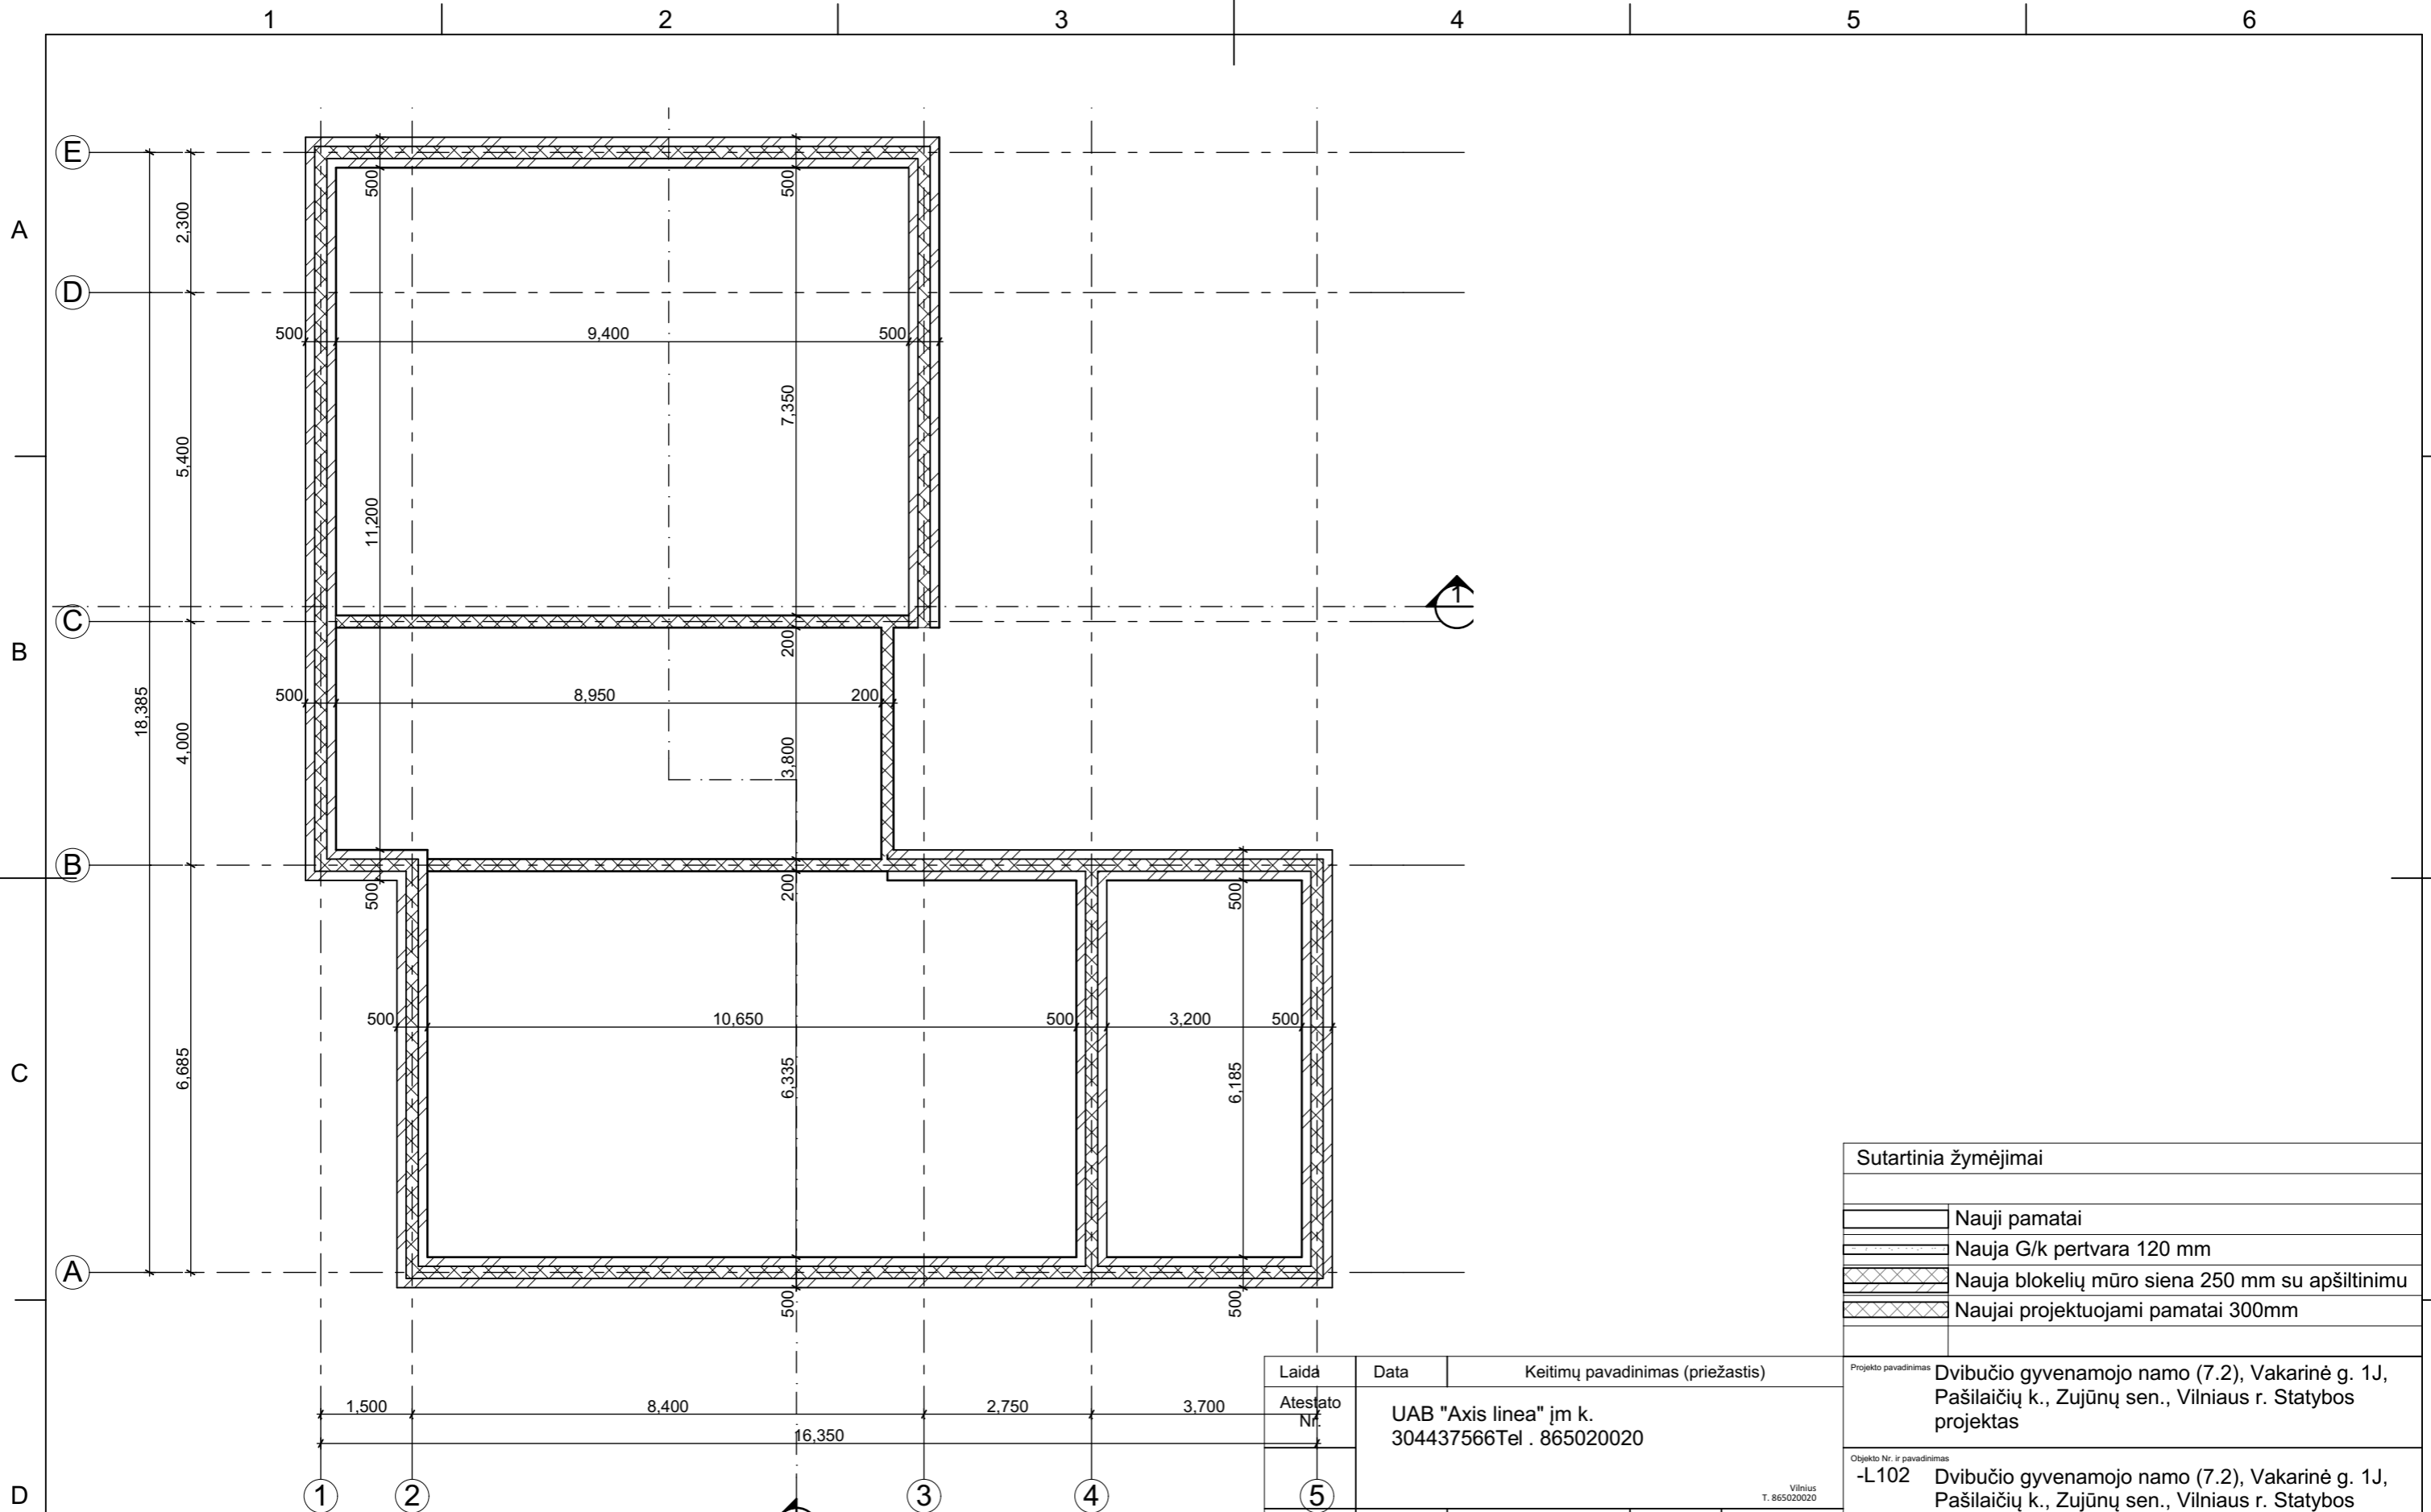 1 2 3 4 5 6
A
B
C
D
E
D
C
B
A
2,300
5,400
4,000
6,685
18,385
500
500
500 9,400 500
7,350
11,200
1
200
500 8,950 200
3,800
500
200
500
500 10,650 500 3,200 500
6,335
6,185
500
500
1,500 8,400 2,750 3,700
16,350
1 2 3 4 5
Sutartinia žymėjimai
Nauji pamatai
Nauja G/k pertvara 120 mm
Nauja blokelių mūro siena 250 mm su apšiltinimu
Naujai projektuojami pamatai 300mm
Laida Data Keitimų pavadinimas (priežastis)
Atestato
Nr.
UAB "Axis linea" įm k.
304437566Tel . 865020020
Vilnius
T. 865020020
Projekto pavadinimas
Dvibučio gyvenamojo namo (7.2), Vakarinė g. 1J,
Pašilaičių k., Zujūnų sen., Vilniaus r. Statybos
projektas
Objekto Nr. ir pavadinimas
-L102
Dvibučio gyvenamojo namo (7.2), Vakarinė g. 1J,
Pašilaičių k., Zujūnų sen., Vilniaus r. Statybos